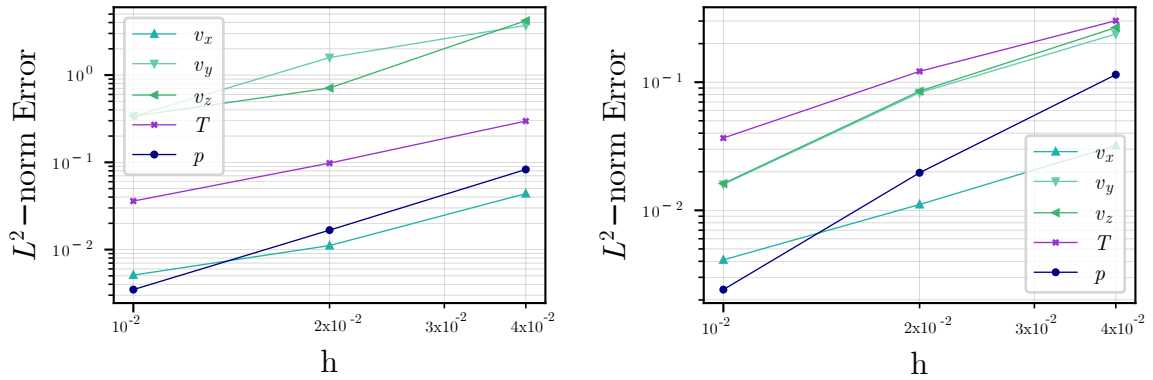 L²−norm Error
10⁰
10⁻¹
10⁻²
v_x
v_y
v_z
T
p
10⁻²
2x10⁻²
3x10⁻²
4x10⁻²
h
L²−norm Error
10⁻¹
10⁻²
v_x
v_y
v_z
T
p
10⁻²
2x10⁻²
3x10⁻²
4x10⁻²
h